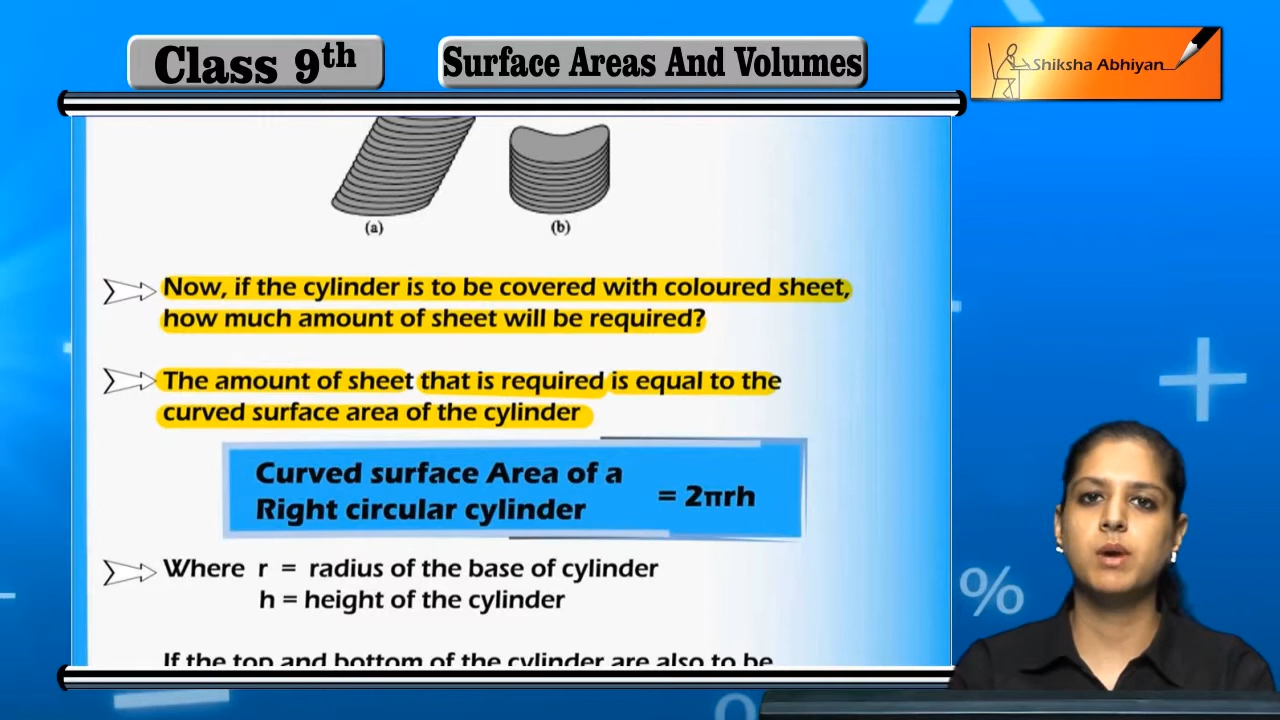 Class 9th
Surface Areas And Volumes
Shiksha Abhiyan
(a)
(b)
Now, if the cylinder is to be covered with coloured sheet,
how much amount of sheet will be required?
The amount of sheet that is required is equal to the
curved surface area of the cylinder
Curved surface Area of a
Right circular cylinder
= 2πrh
Where r = radius of the base of cylinder
h = height of the cylinder
If the top and bottom of the cylinder are also to be
%